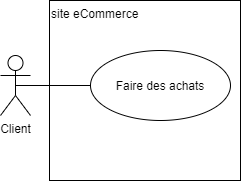 site eCommerce
Faire des achats
Client